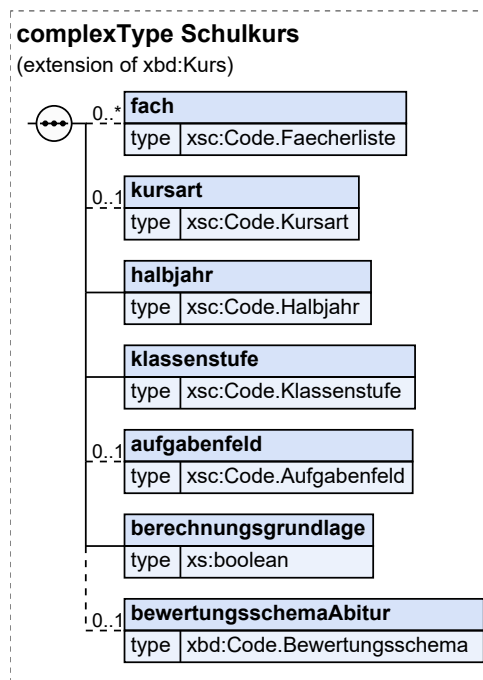 complexType Schulkurs
(extension of xbd:Kurs)
0..* fach
type xsc:Code.Faecherliste
0..1 kursart
type xsc:Code.Kursart
halbjahr
type xsc:Code.Halbjahr
klassenstufe
type xsc:Code.Klassenstufe
0..1 aufgabenfeld
type xsc:Code.Aufgabenfeld
berechnungsgrundlage
type xs:boolean
0..1 bewertungsschemaAbitur
type xbd:Code.Bewertungsschema